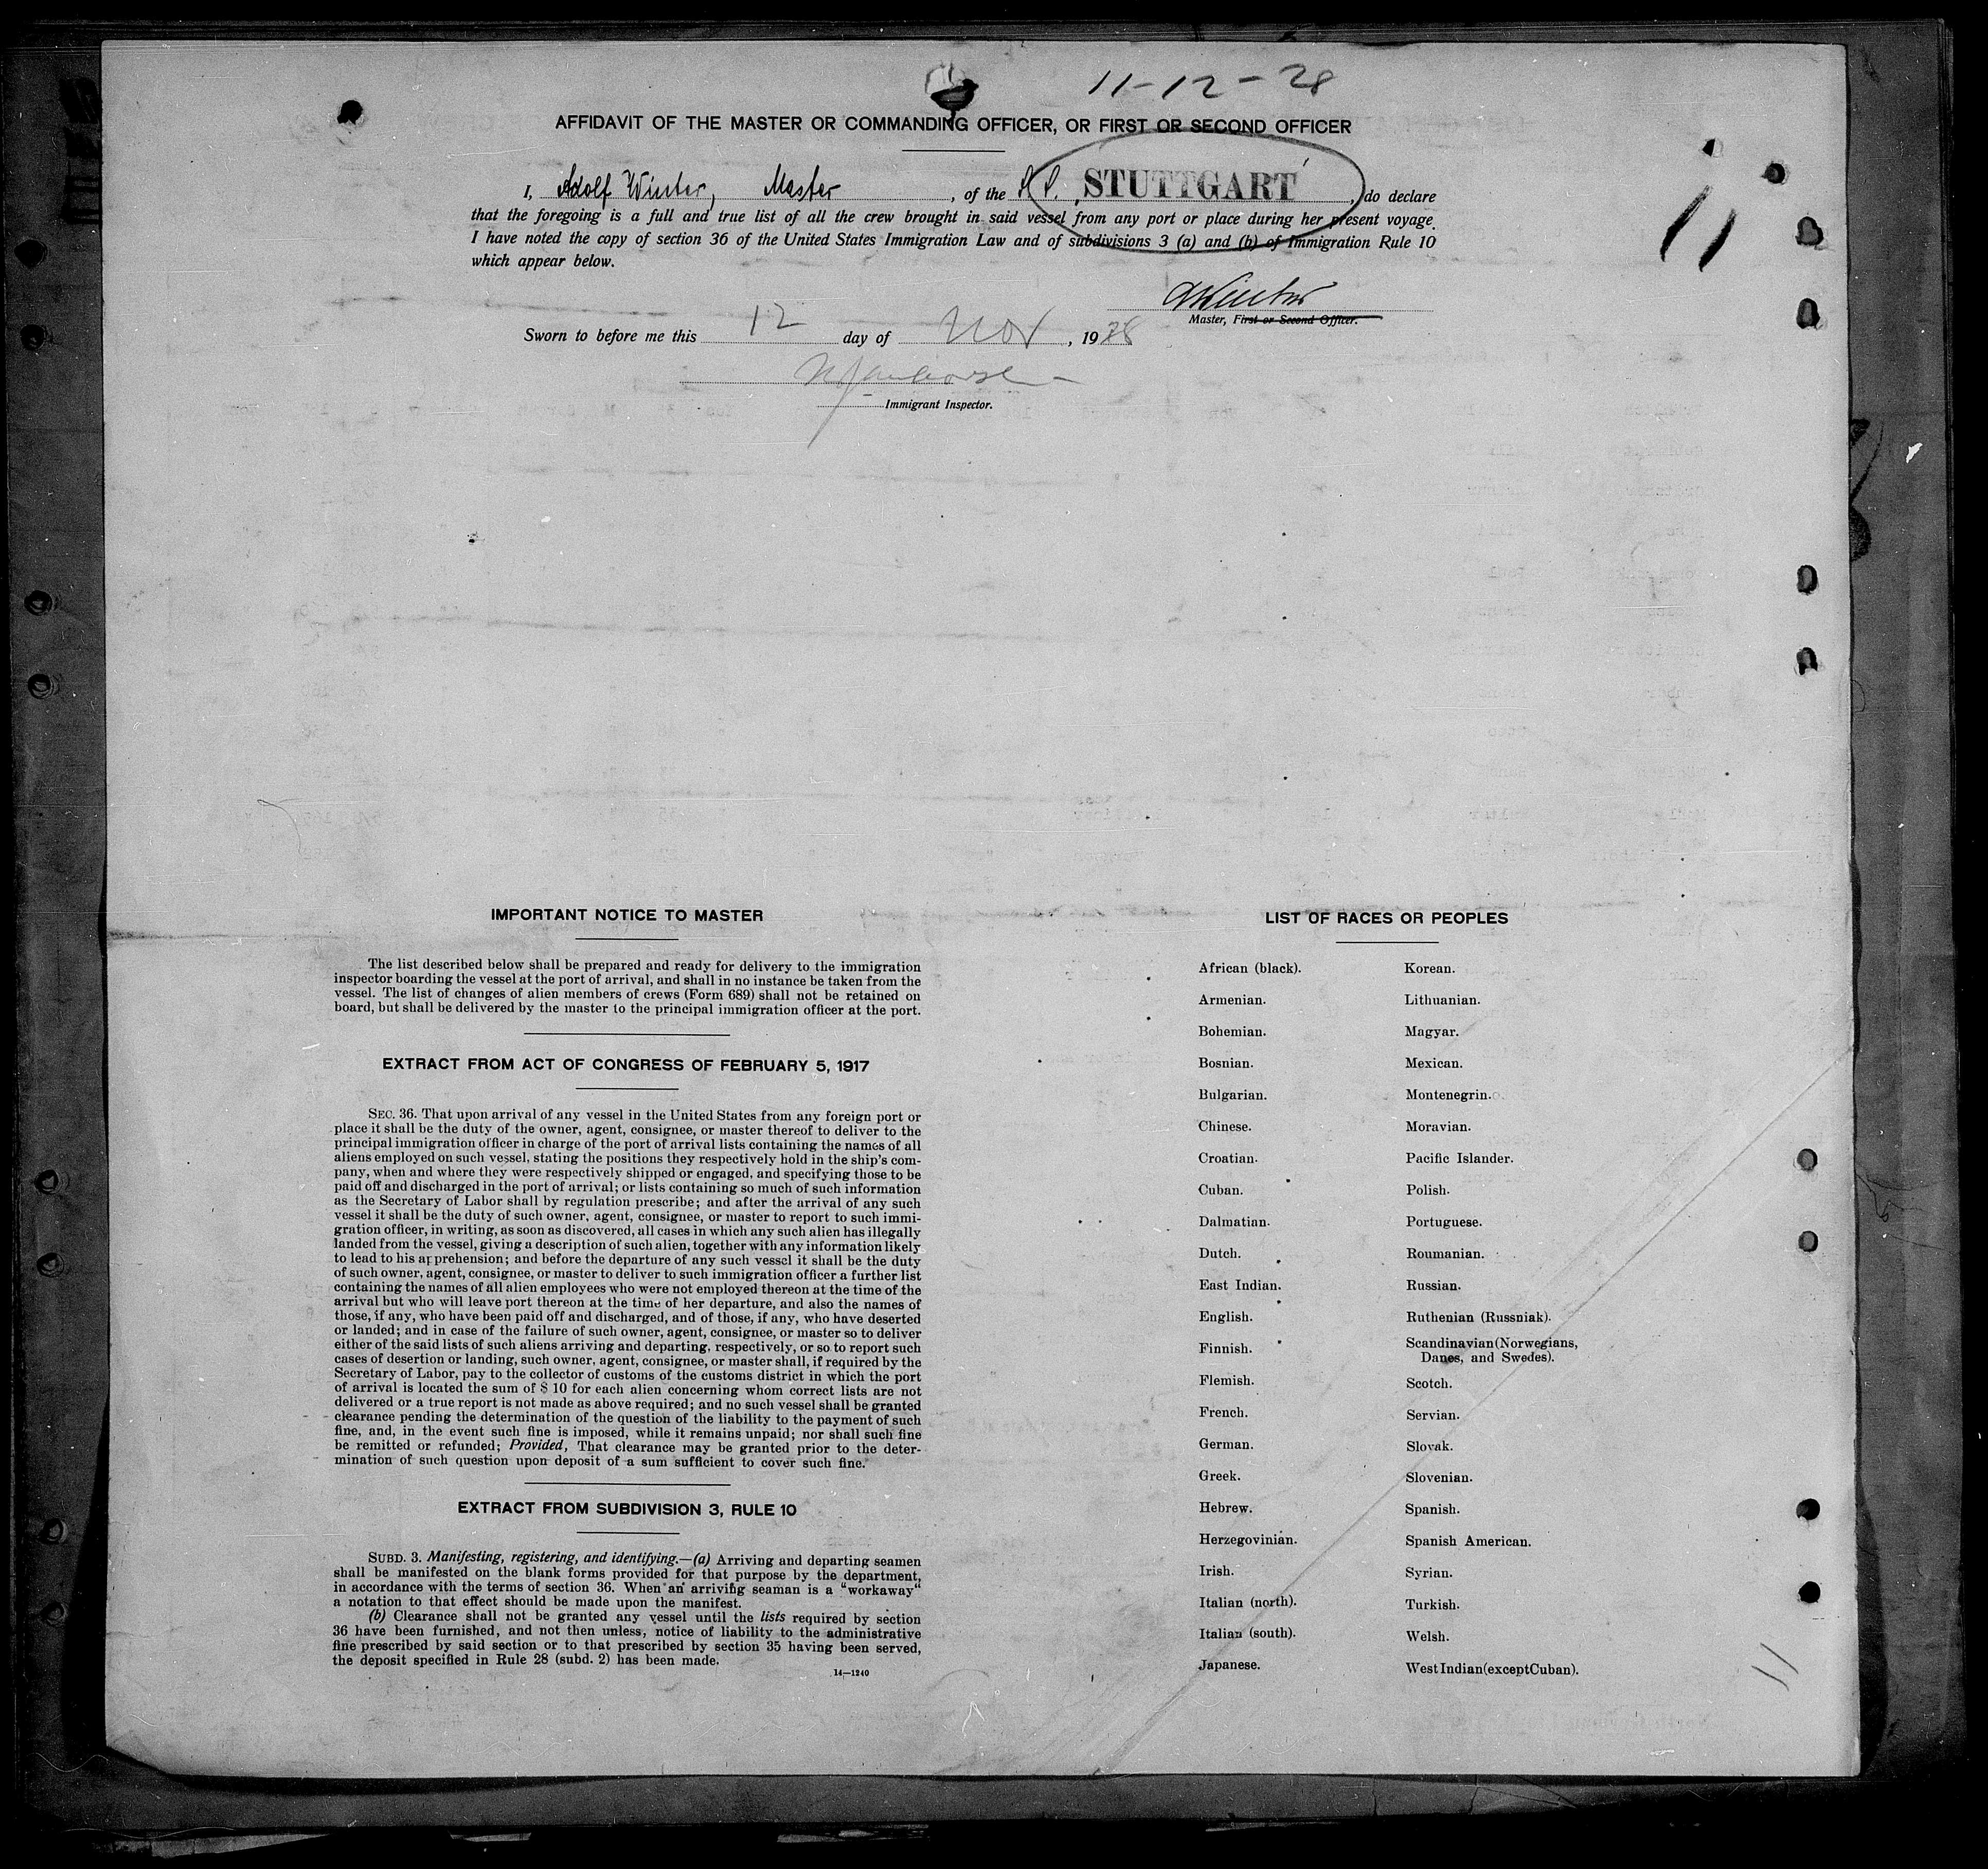 11-12-28
AFFIDAVIT OF THE MASTER OR COMMANDING OFFICER, OR FIRST OR SECOND OFFICER
I, Adolf Winter, Master, of the S.S. STUTTGART, do declare
that the foregoing is a full and true list of all the crew brought in said vessel from any port or place during her present voyage.
I have noted the copy of section 36 of the United States Immigration Law and of subdivisions 3 (a) and (b) of Immigration Rule 10
which appear below.
11
AWinter
Master, First or Second Officer.
Sworn to before me this 12 day of Nov, 1928
Immigrant Inspector.
IMPORTANT NOTICE TO MASTER
The list described below shall be prepared and ready for delivery to the immigration
inspector boarding the vessel at the port of arrival, and shall in no instance be taken from the
vessel. The list of changes of alien members of crews (Form 689) shall not be retained on
board, but shall be delivered by the master to the principal immigration officer at the port.
EXTRACT FROM ACT OF CONGRESS OF FEBRUARY 5, 1917
SEC. 36. That upon arrival of any vessel in the United States from any foreign port or
place it shall be the duty of the owner, agent, consignee, or master thereof to deliver to the
principal immigration officer in charge of the port of arrival lists containing the names of all
aliens employed on such vessel, stating the positions they respectively hold in the ship's com-
pany, when and where they were respectively shipped or engaged, and specifying those to be
paid off and discharged in the port of arrival; or lists containing so much of such information
as the Secretary of Labor shall by regulation prescribe; and after the arrival of any such
vessel it shall be the duty of such owner, agent, consignee, or master to report to such immi-
gration officer, in writing, as soon as discovered, all cases in which any such alien has illegally
landed from the vessel, giving a description of such alien, together with any information likely
to lead to his apprehension; and before the departure of any such vessel it shall be the duty
of such owner, agent, consignee, or master to deliver to such immigration officer a further list
containing the names of all alien employees who were not employed thereon at the time of the
arrival but who will leave port thereon at the time of her departure, and also the names of
those, if any, who have been paid off and discharged, and of those, if any, who have deserted
or landed; and in case of the failure of such owner, agent, consignee, or master so to deliver
either of the said lists of such aliens arriving and departing, respectively, or so to report such
cases of desertion or landing, such owner, agent, consignee, or master shall, if required by the
Secretary of Labor, pay to the collector of customs of the customs district in which the port
of arrival is located the sum of $ 10 for each alien concerning whom correct lists are not
delivered or a true report is not made as above required; and no such vessel shall be granted
clearance pending the determination of the question of the liability to the payment of such
fine, and, in the event such fine is imposed, while it remains unpaid; nor shall such fine
be remitted or refunded; Provided, That clearance may be granted prior to the deter-
mination of such question upon deposit of a sum sufficient to cover such fine.
EXTRACT FROM SUBDIVISION 3, RULE 10
SUBD. 3. Manifesting, registering, and identifying.—(a) Arriving and departing seamen
shall be manifested on the blank forms provided for that purpose by the department,
in accordance with the terms of section 36. When an arriving seaman is a “workaway“
a notation to that effect should be made upon the manifest.
(b) Clearance shall not be granted any vessel until the lists required by section
36 have been furnished, and not then unless, notice of liability to the administrative
fine prescribed by said section or to that prescribed by section 35 having been served,
the deposit specified in Rule 28 (subd. 2) has been made.
14—1240
LIST OF RACES OR PEOPLES
African (black).
Armenian.
Bohemian.
Bosnian.
Bulgarian.
Chinese.
Croatian.
Cuban.
Dalmatian.
Dutch.
East Indian.
English.
Finnish.
Flemish.
French.
German.
Greek.
Hebrew.
Herzegovinian.
Irish.
Italian (north).
Italian (south).
Japanese.
Korean.
Lithuanian.
Magyar.
Mexican.
Montenegrin.
Moravian.
Pacific Islander.
Polish.
Portuguese.
Roumanian.
Russian.
Ruthenian (Russniak).
Scandinavian (Norwegians,
Danes, and Swedes).
Scotch.
Servian.
Slovak.
Slovenian.
Spanish.
Spanish American.
Syrian.
Turkish.
Welsh.
West Indian (except Cuban).
11